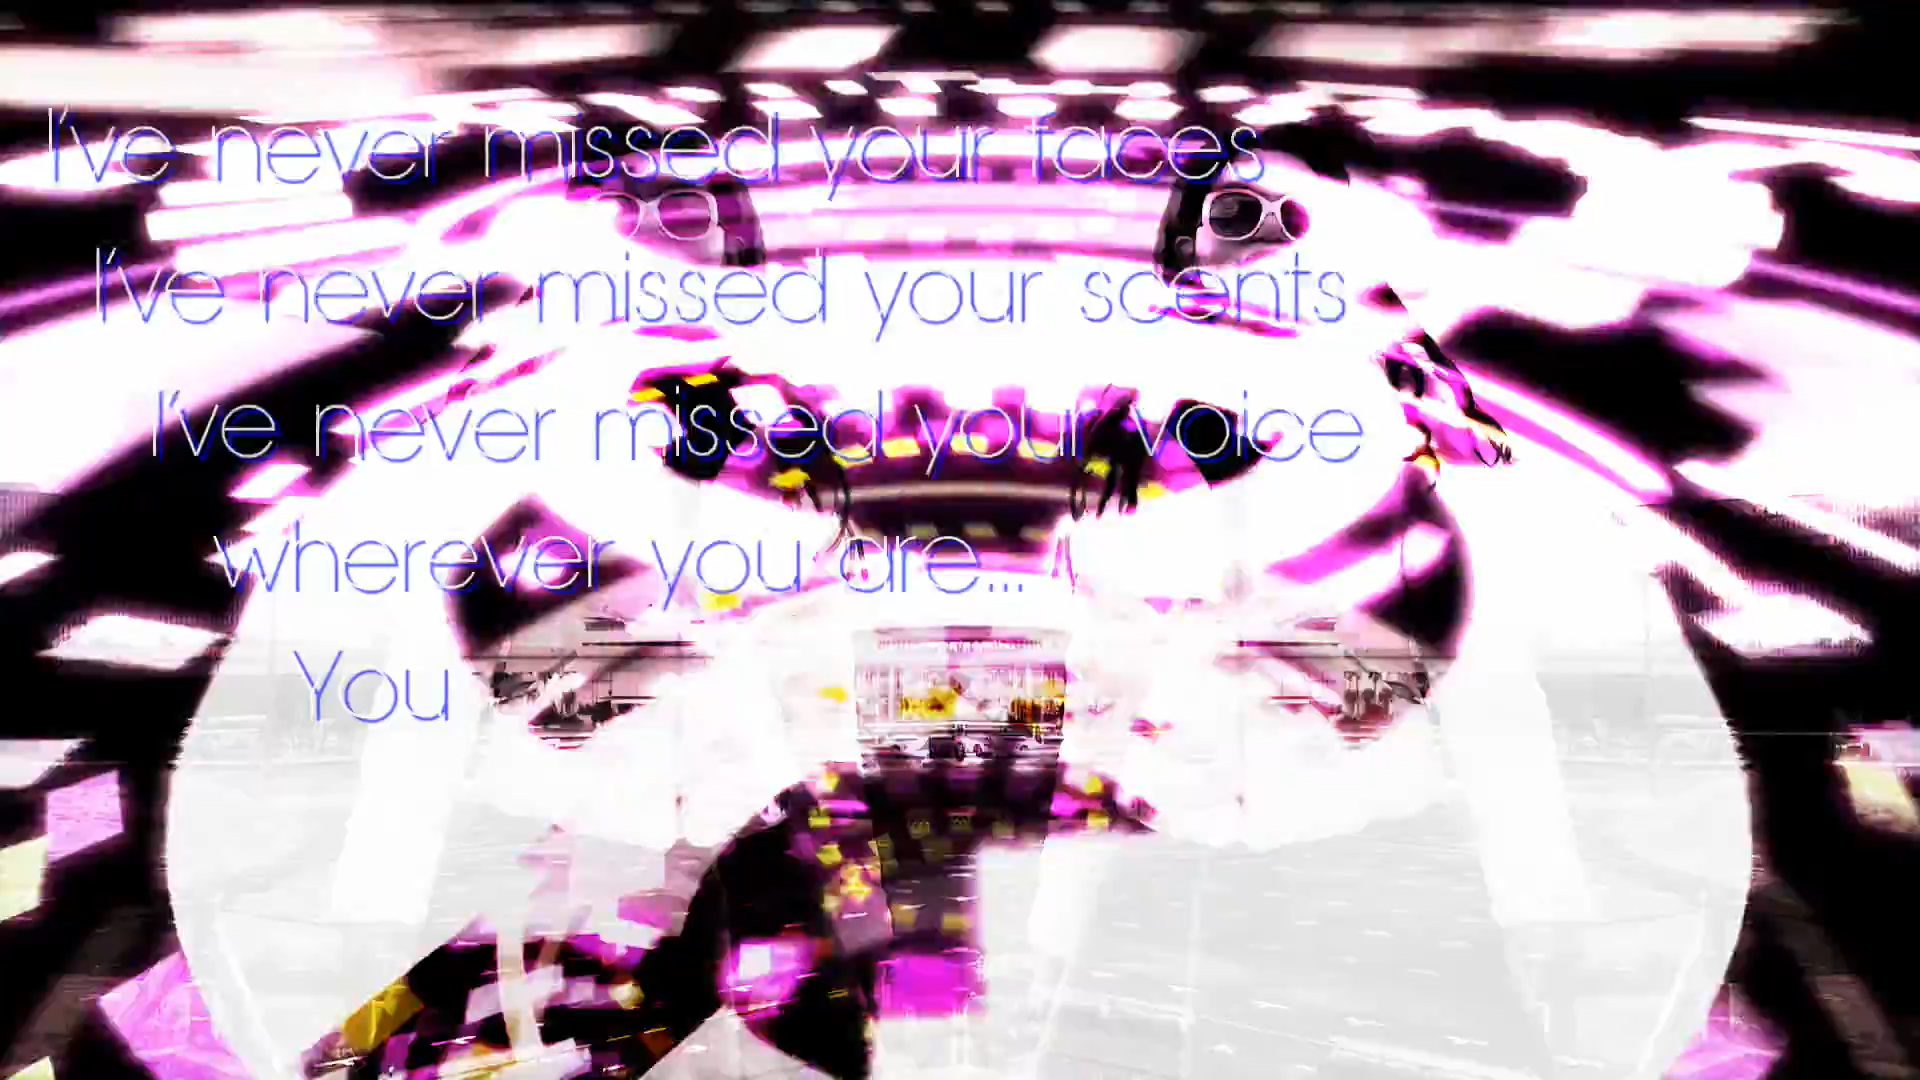 I've never missed your faces
I've never missed your scents
I've never missed your voice
wherever you are...
You